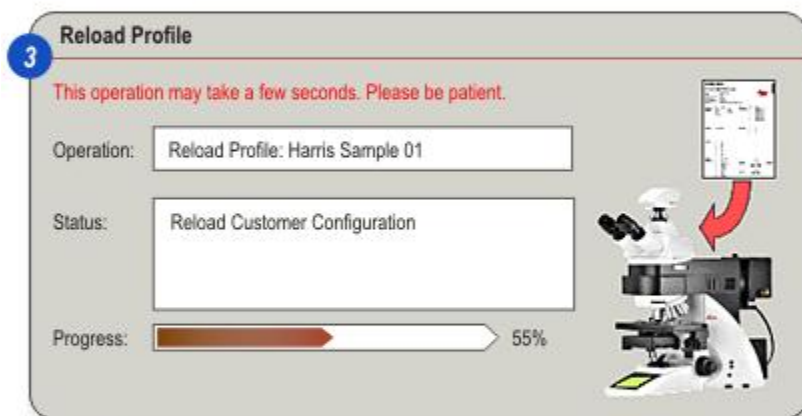 Reload Profile
3
This operation may take a few seconds. Please be patient.
Operation: Reload Profile: Harris Sample 01
Status: Reload Customer Configuration
Progress: 55%